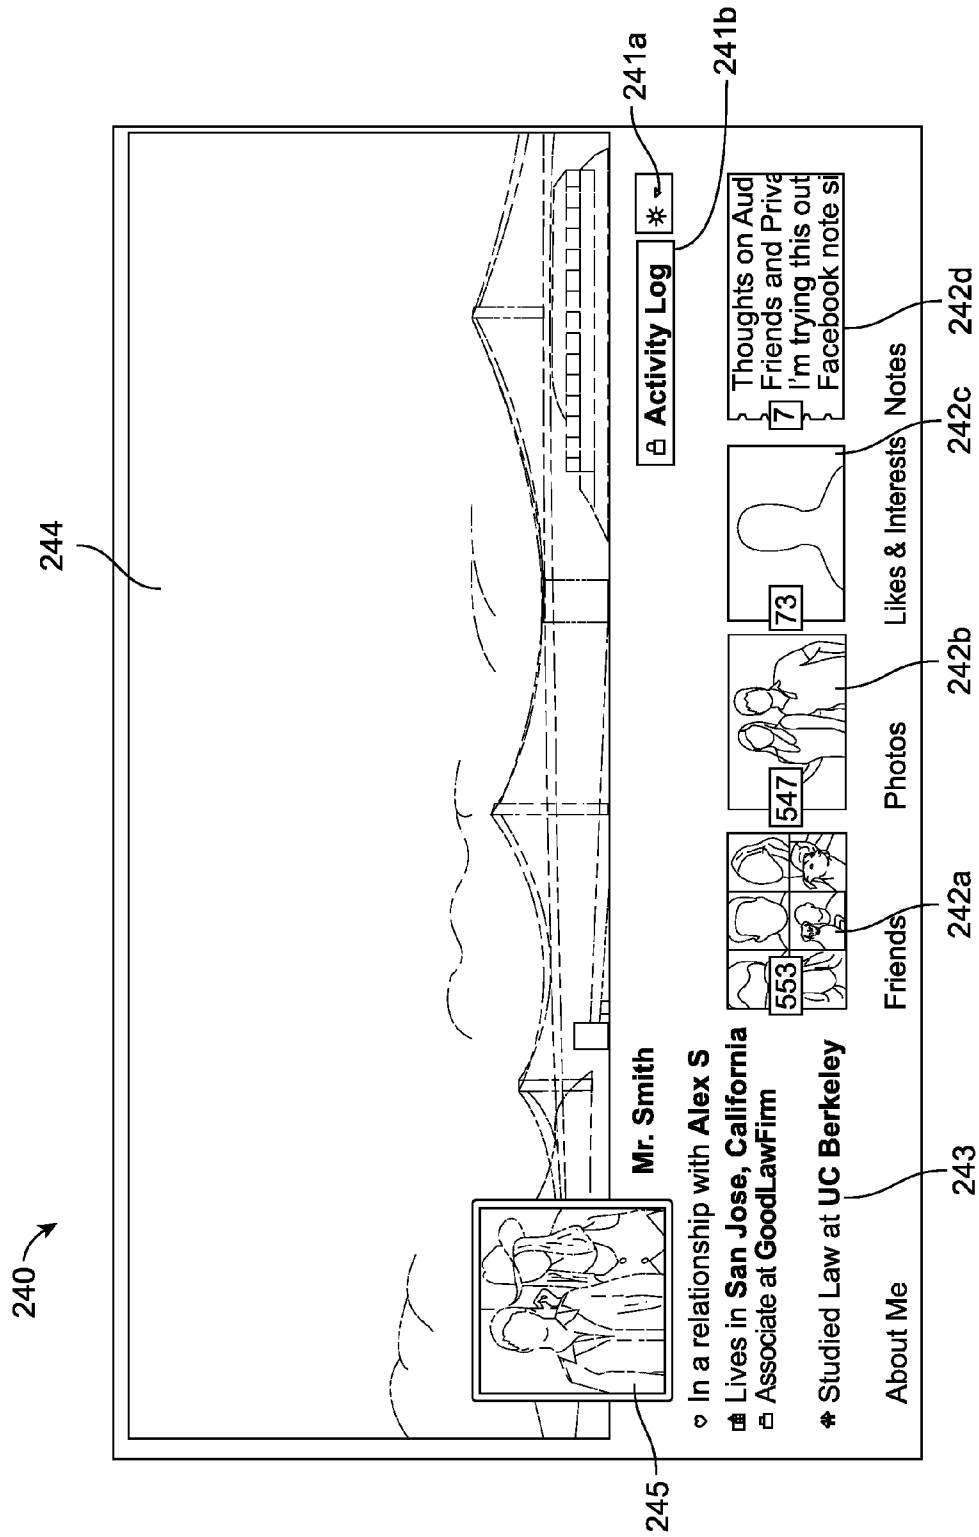 240
244
245
Mr. Smith
Activity Log
241a
241b
In a relationship with Alex S
Lives in San Jose, California
Associate at GoodLawFirm
Studied Law at UC Berkeley
243
About Me
553
Friends
242a
547
Photos
242b
73
Likes & Interests
242c
7
Thoughts on Aud
Friends and Priva
I'm trying this out
Facebook note si
Notes
242d